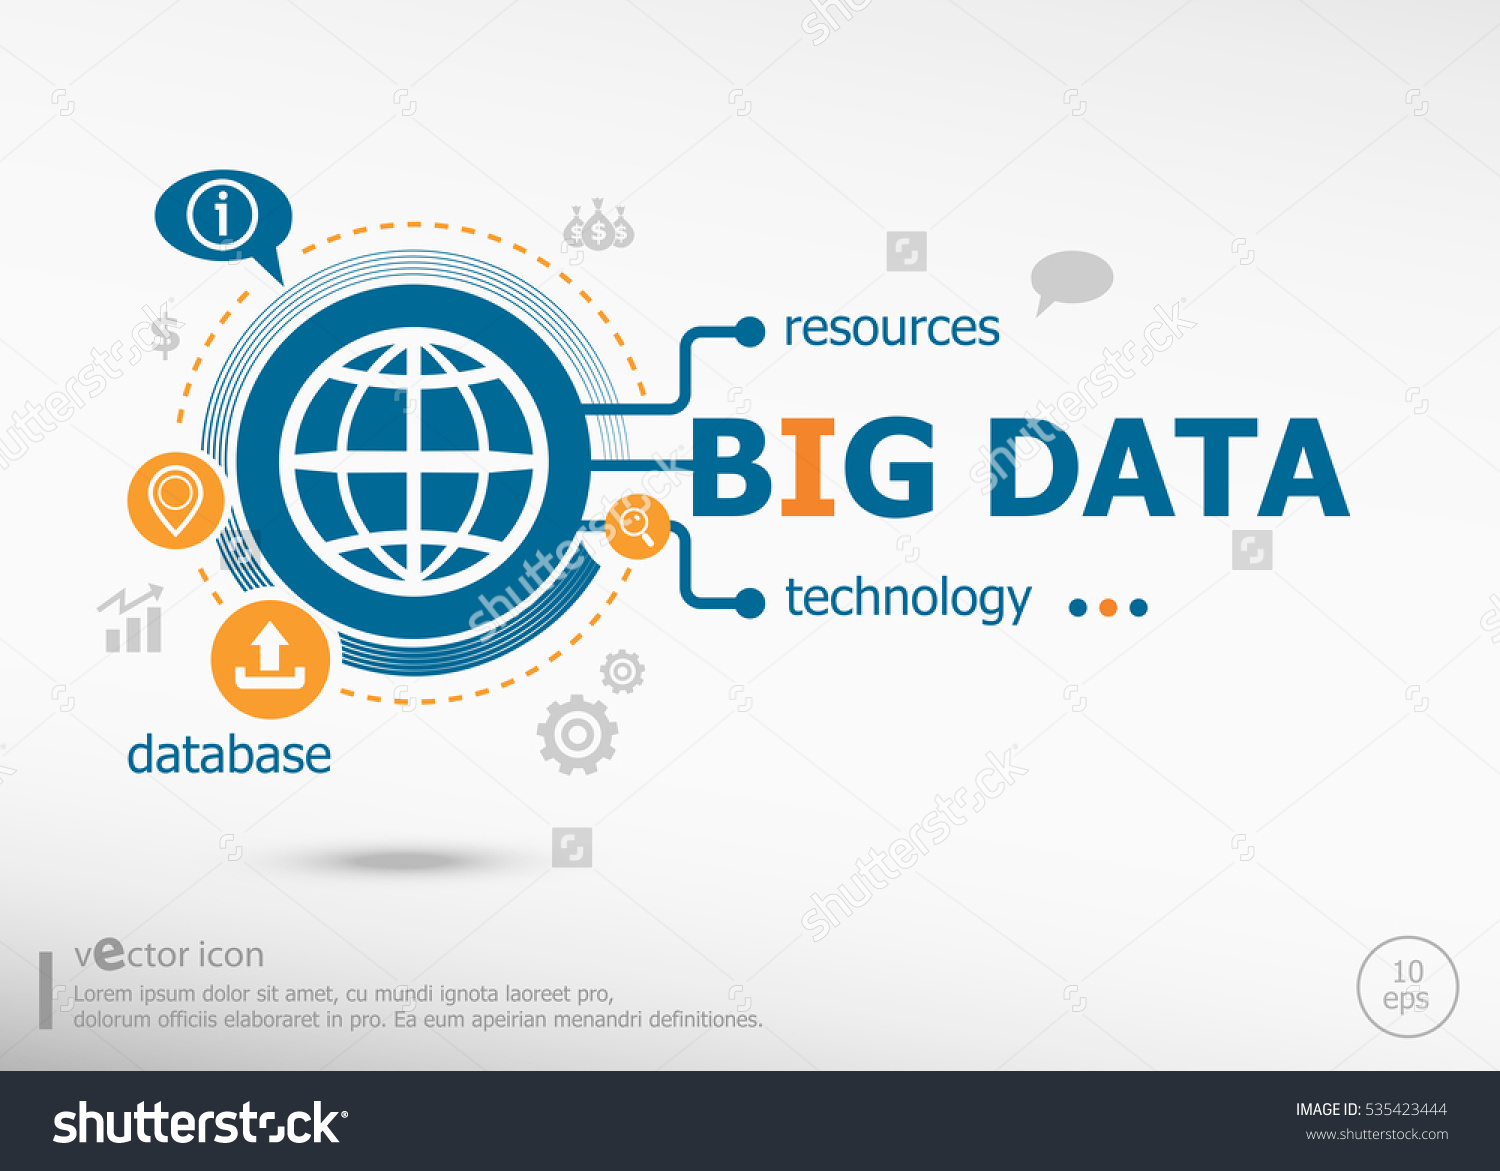 resources
BIG DATA
technology
database
vector icon
Lorem ipsum dolor sit amet, cu mundi ignota laoreet pro,
dolorum officiis elaboraret in pro. Ea eum apeirian menandri definitiones.
10
eps
shutterstock
IMAGE ID: 535423444
www.shutterstock.com